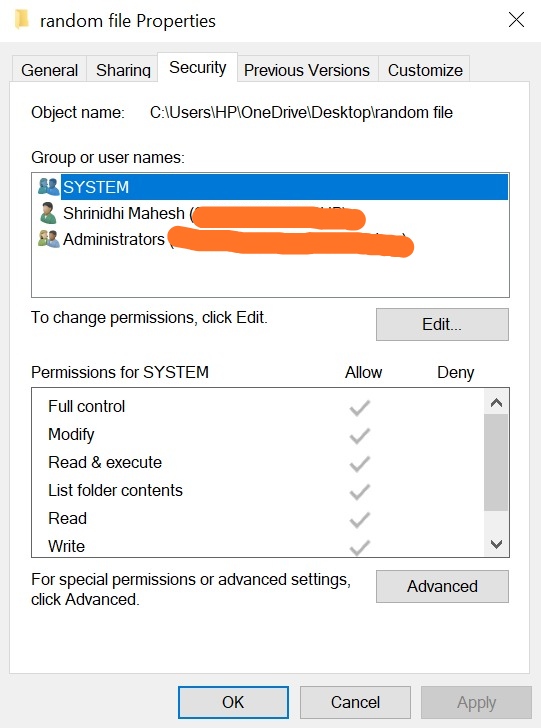 random file Properties
General Sharing Security Previous Versions Customize
Object name: C:\Users\HP\OneDrive\Desktop\random file
Group or user names:
SYSTEM
Shrinidhi Mahesh (
Administrators (
To change permissions, click Edit.
Edit...
Permissions for SYSTEM Allow Deny
Full control
Modify
Read & execute
List folder contents
Read
Write
For special permissions or advanced settings,
click Advanced.
Advanced
OK Cancel Apply